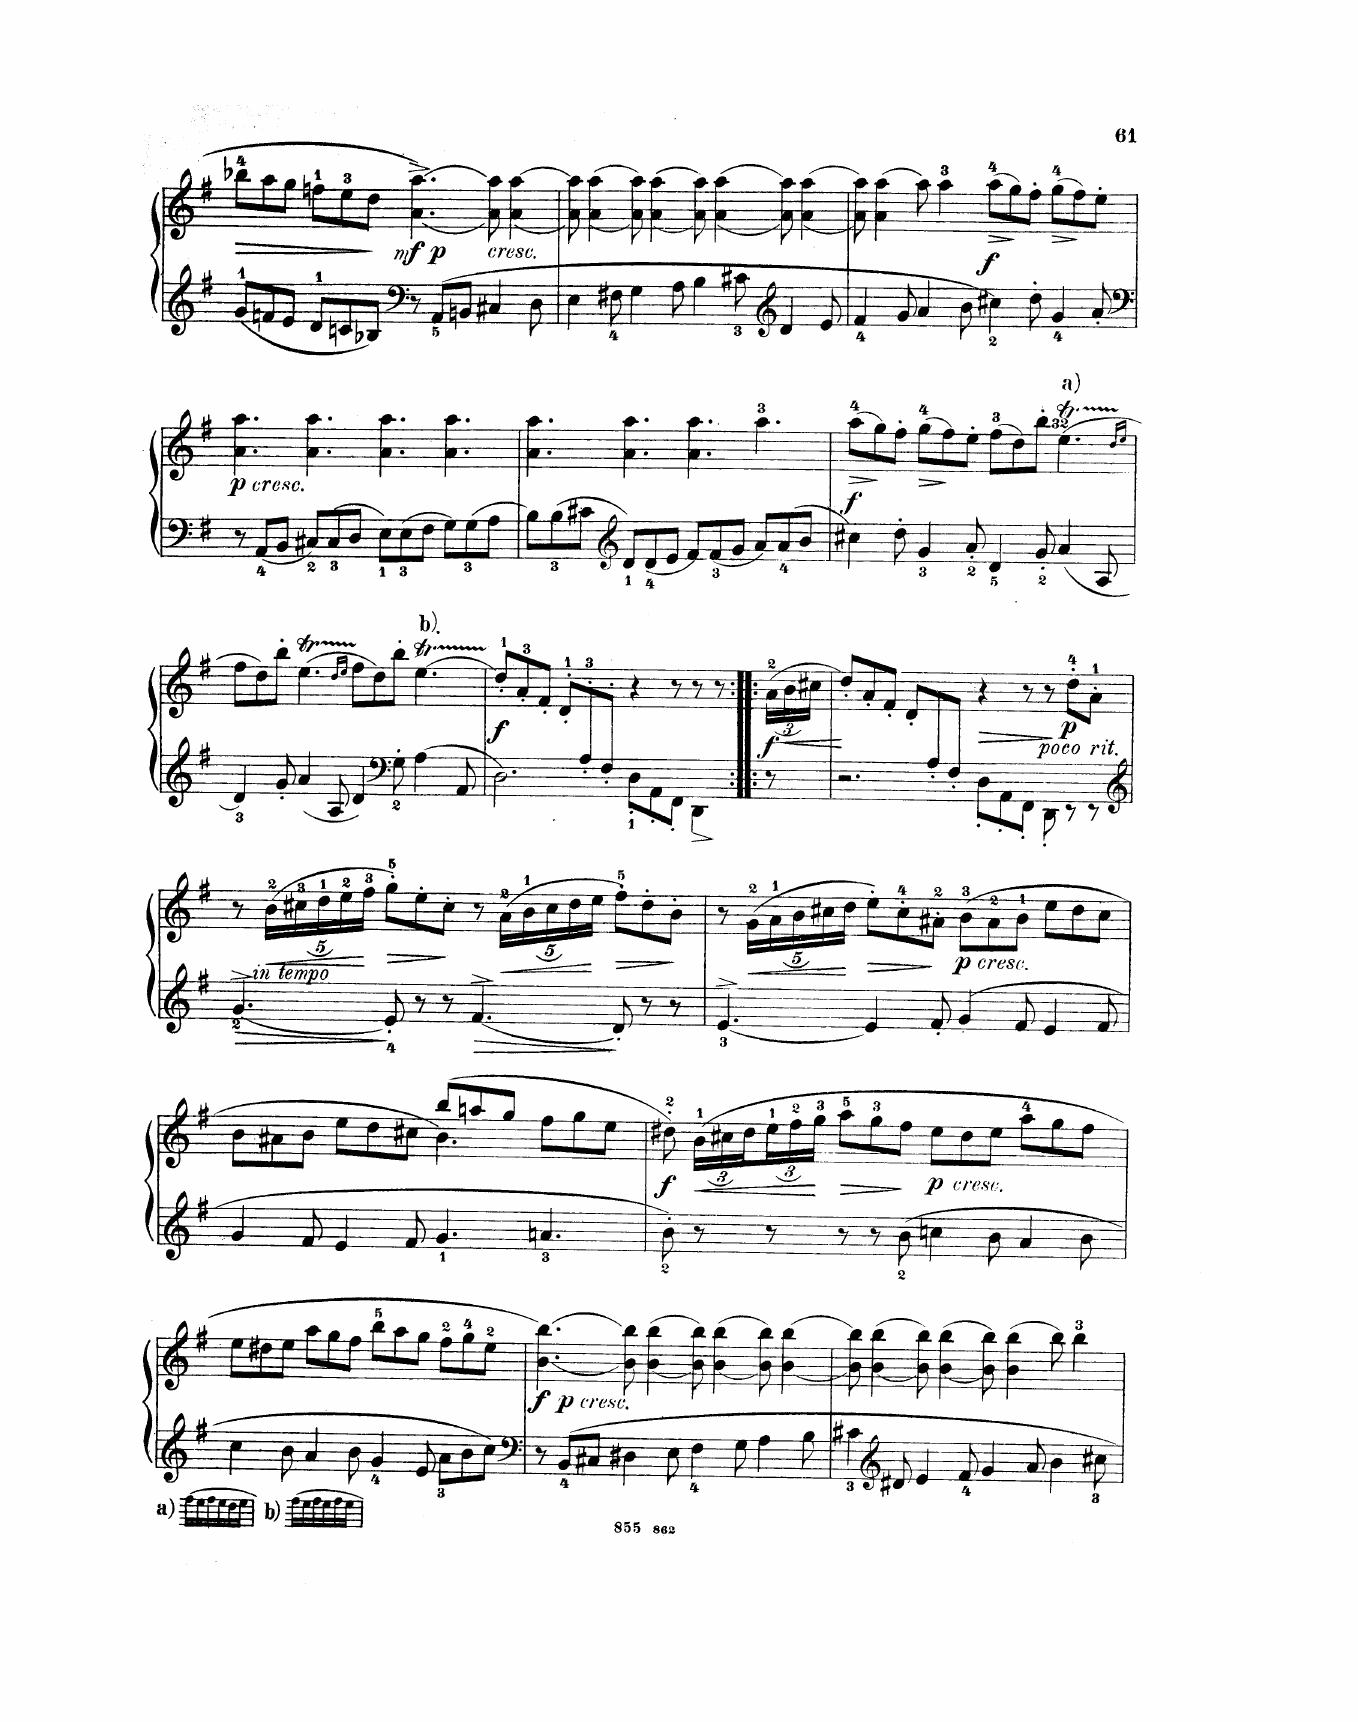 61
mf p cresc.
f
a)
p cresc.
f
b).
f
f
p
poco rit.
in tempo
p cresc.
f
p cresc.
f p cresc.
a) b)
855 862